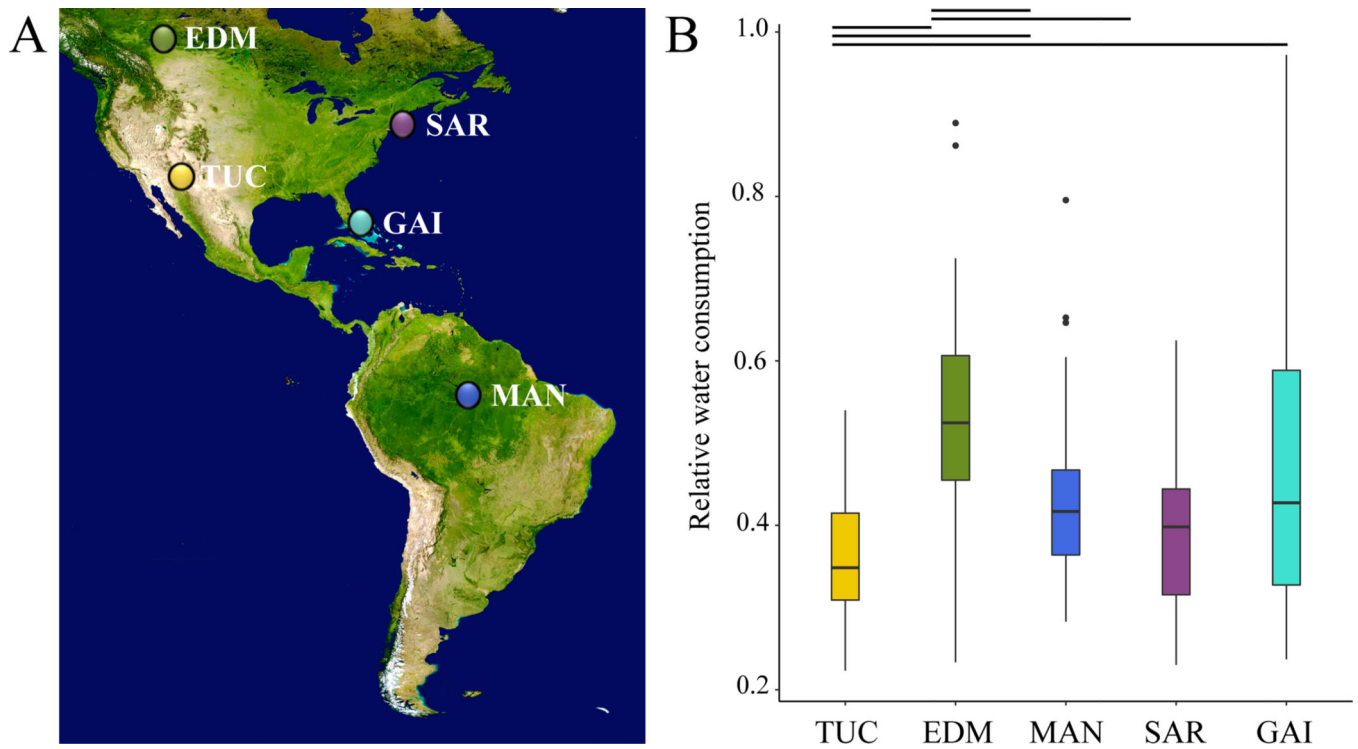 A
EDM
SAR
TUC
GAI
MAN
B
Relative water consumption
1.0
0.8
0.6
0.4
0.2
TUC EDM MAN SAR GAI